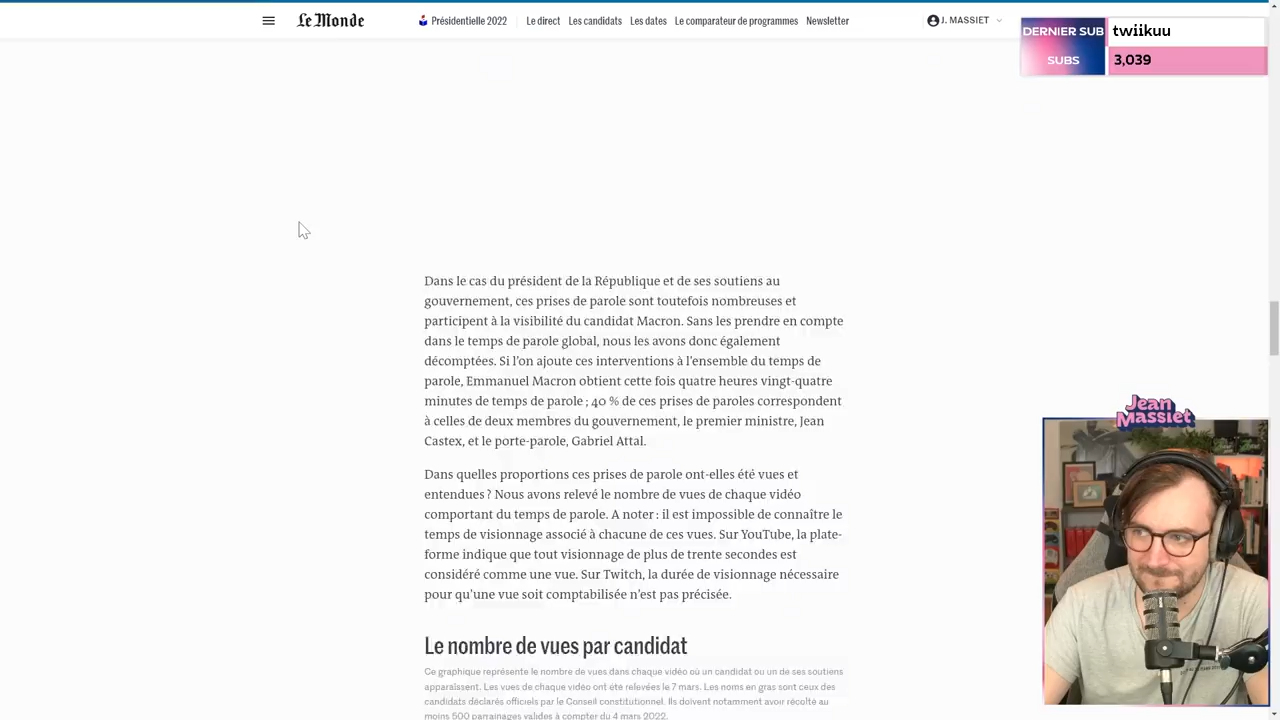 Le Monde
Présidentielle 2022 Le direct Les candidats Les dates Le comparateur de programmes Newsletter
J. MASSIET
DERNIER SUB
twiikuu
SUBS
3,039
Dans le cas du président de la République et de ses soutiens au
gouvernement, ces prises de parole sont toutefois nombreuses et
participent à la visibilité du candidat Macron. Sans les prendre en compte
dans le temps de parole global, nous les avons donc également
décomptées. Si l’on ajoute ces interventions à l’ensemble du temps de
parole, Emmanuel Macron obtient cette fois quatre heures vingt-quatre
minutes de temps de parole ; 40 % de ces prises de paroles correspondent
à celles de deux membres du gouvernement, le premier ministre, Jean
Castex, et le porte-parole, Gabriel Attal.
Dans quelles proportions ces prises de parole ont-elles été vues et
entendues ? Nous avons relevé le nombre de vues de chaque vidéo
comportant du temps de parole. A noter : il est impossible de connaître le
temps de visionnage associé à chacune de ces vues. Sur YouTube, la plate-
forme indique que tout visionnage de plus de trente secondes est
considéré comme une vue. Sur Twitch, la durée de visionnage nécessaire
pour qu’une vue soit comptabilisée n’est pas précisée.
Le nombre de vues par candidat
Ce graphique représente le nombre de vues dans chaque vidéo où un candidat ou un de ses soutiens
apparaissent. Les vues de chaque vidéo ont été relevées le 7 mars. Les noms en gras sont ceux des
candidats déclarés officiels par le Conseil constitutionnel. Ils doivent notamment avoir récolté au
moins 500 parrainages valides à compter du 4 mars 2022.
Jean
Massiet